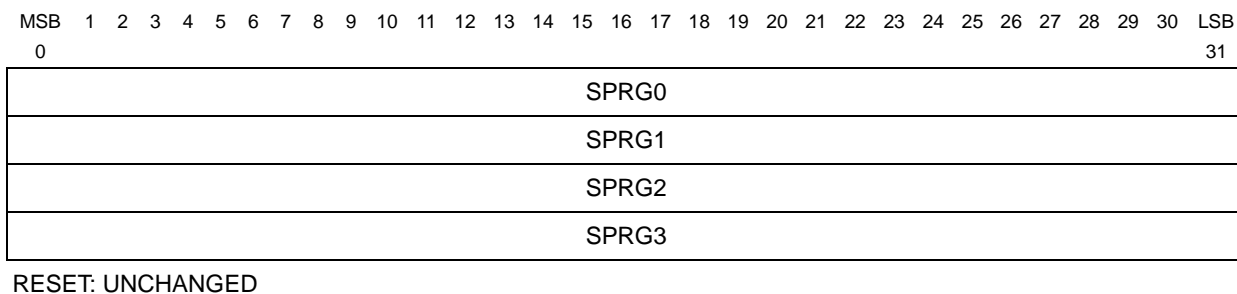 MSB 1 2 3 4 5 6 7 8 9 10 11 12 13 14 15 16 17 18 19 20 21 22 23 24 25 26 27 28 29 30 LSB
0 31
SPRG0
SPRG1
SPRG2
SPRG3
RESET: UNCHANGED